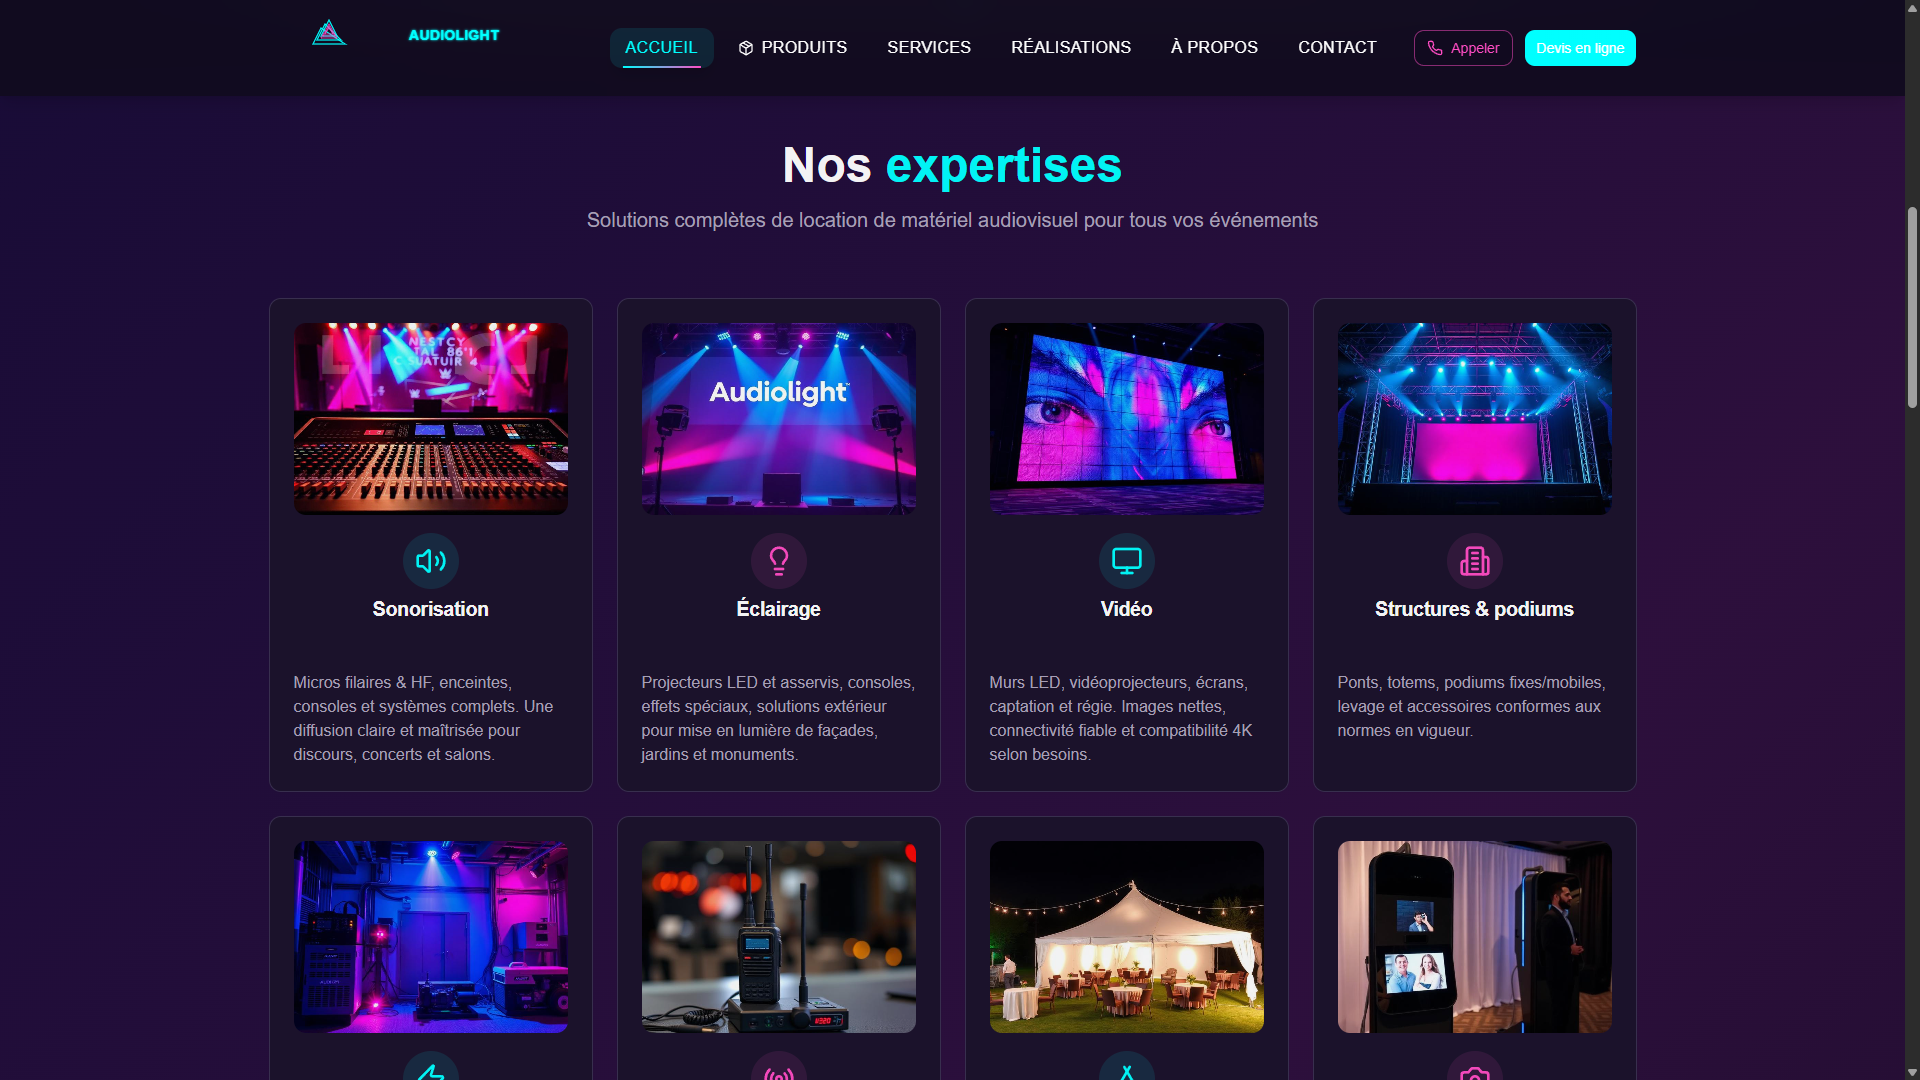 AUDIOLIGHT
ACCUEIL
PRODUITS
SERVICES
RÉALISATIONS
À PROPOS
CONTACT
Appeler
Devis en ligne
Nos expertises
Solutions complètes de location de matériel audiovisuel pour tous vos événements
NESTCY
TAL 86'I
C SUATUIR 4
Audiolight
Sonorisation
Éclairage
Vidéo
Structures & podiums
Micros filaires & HF, enceintes,
consoles et systèmes complets. Une
diffusion claire et maîtrisée pour
discours, concerts et salons.
Projecteurs LED et asservis, consoles,
effets spéciaux, solutions extérieur
pour mise en lumière de façades,
jardins et monuments.
Murs LED, vidéoprojecteurs, écrans,
captation et régie. Images nettes,
connectivité fiable et compatibilité 4K
selon besoins.
Ponts, totems, podiums fixes/mobiles,
levage et accessoires conformes aux
normes en vigueur.